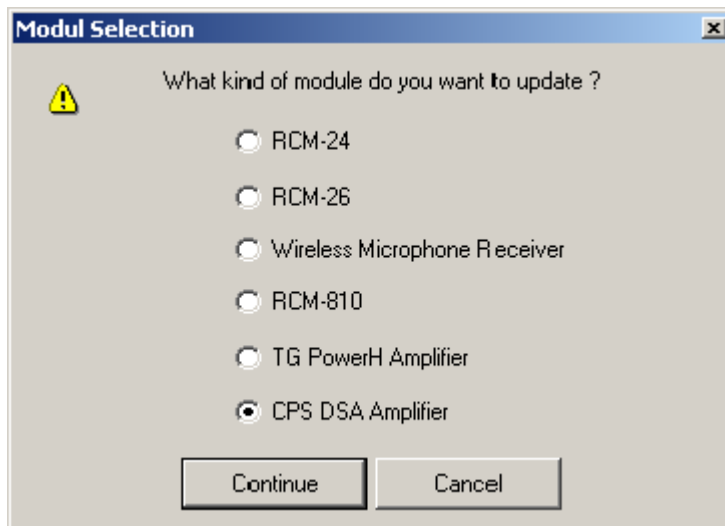 Modul Selection
What kind of module do you want to update ?
RCM-24
RCM-26
Wireless Microphone Receiver
RCM-810
TG PowerH Amplifier
CPS DSA Amplifier
Continue
Cancel